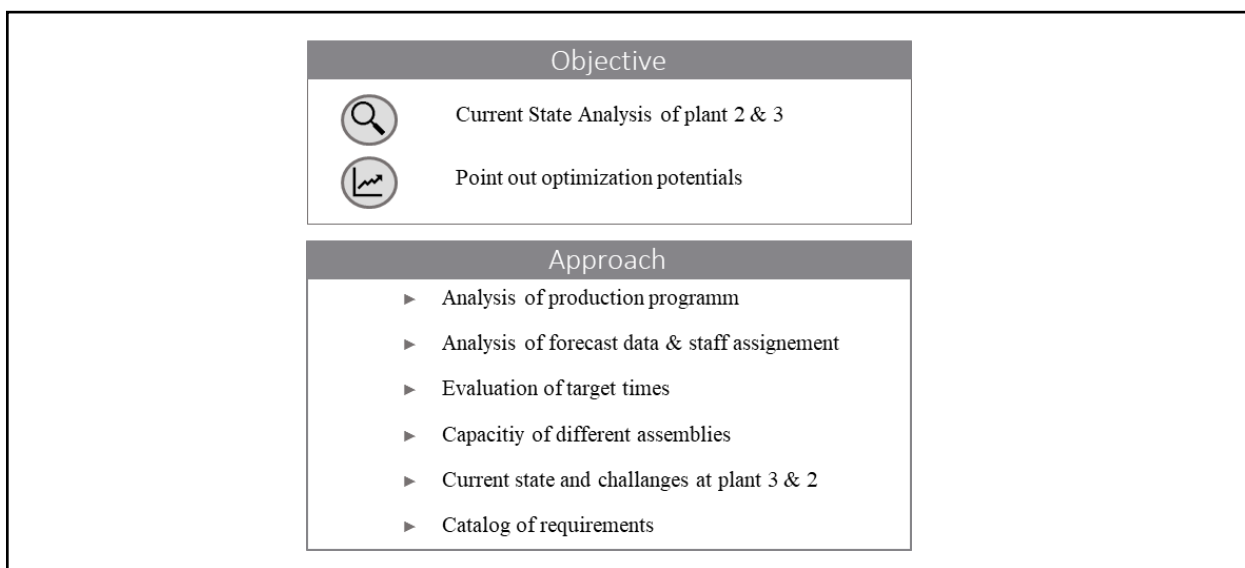 Objective
Current State Analysis of plant 2 & 3
Point out optimization potentials
Approach
Analysis of production programm
Analysis of forecast data & staff assignement
Evaluation of target times
Capacitiy of different assemblies
Current state and challanges at plant 3 & 2
Catalog of requirements